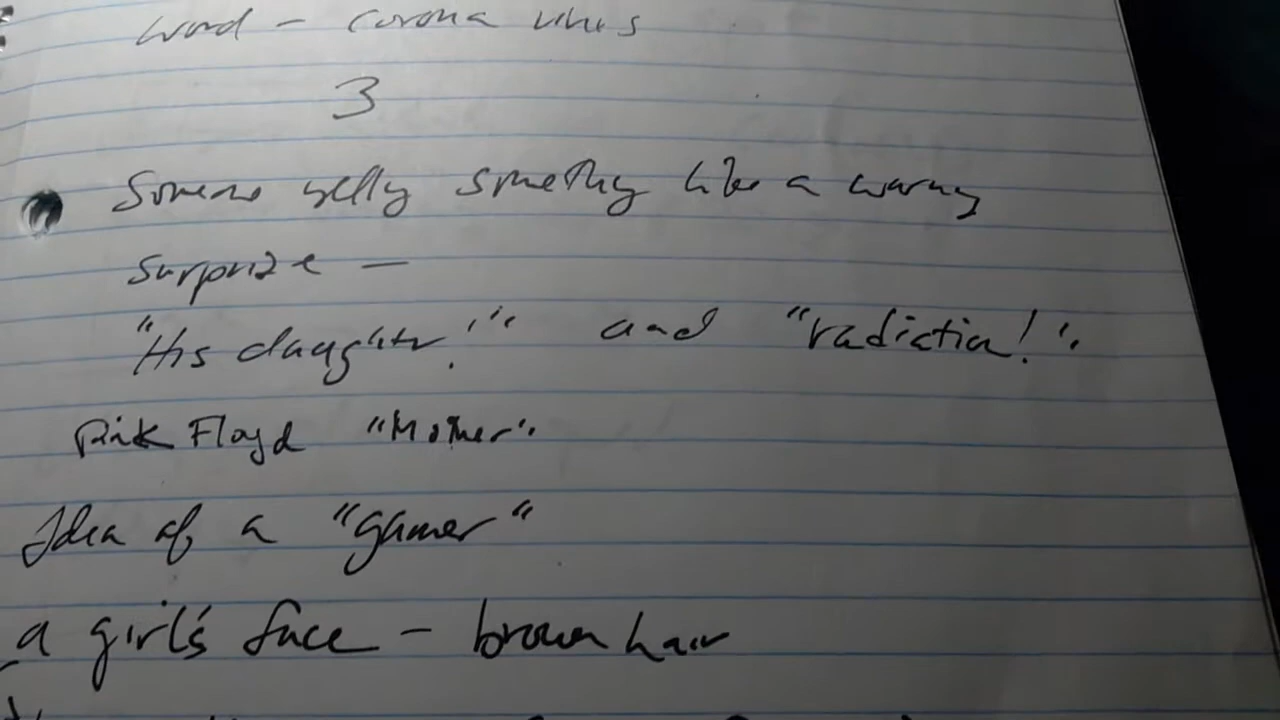 word - corona virus
3
Someone yelling something like a warning
surprize -
"His daughter!" and "radiation!"
Pink Floyd "Mother"
Idea of a "gamer"
a girl's face - brown hair